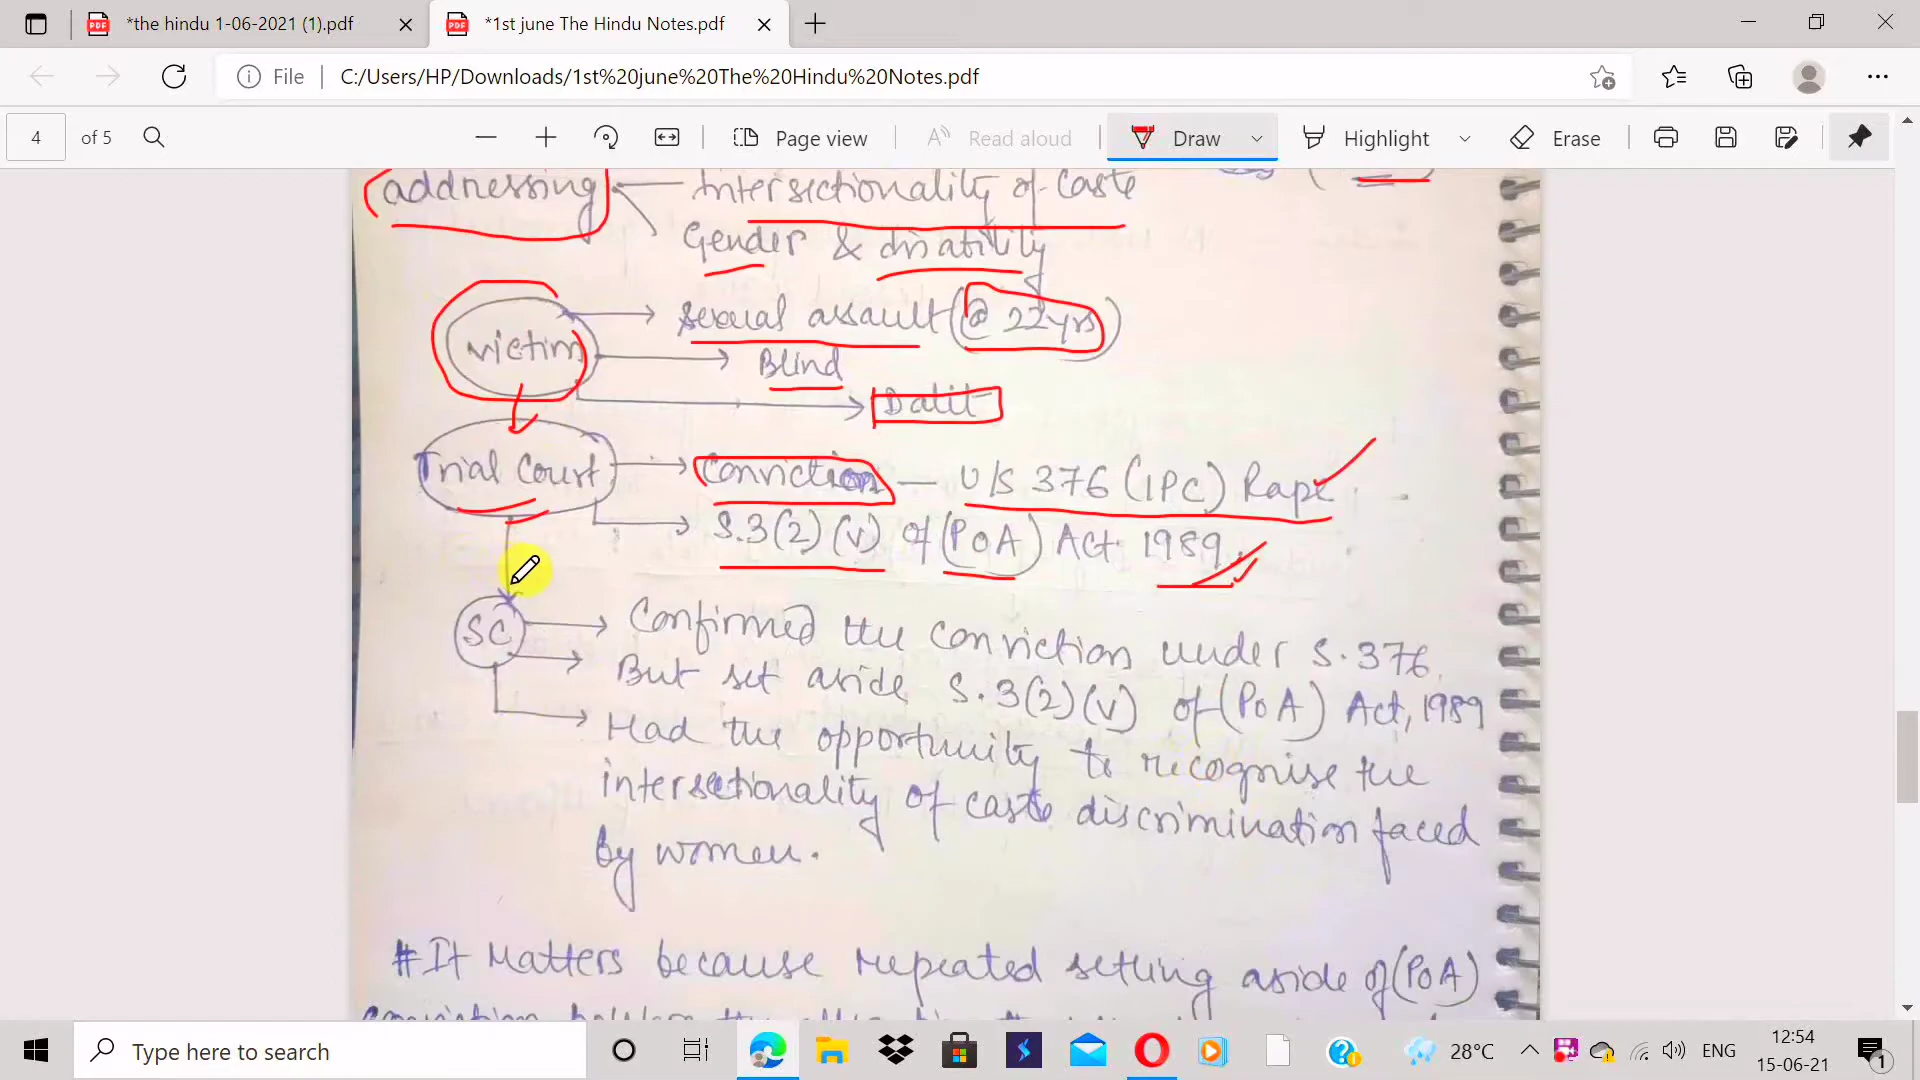 *the hindu 1-06-2021 (1).pdf
*1st june The Hindu Notes.pdf
File
C:/Users/HP/Downloads/1st%20june%20The%20Hindu%20Notes.pdf
4 of 5
Page view
Read aloud
Draw
Highlight
Erase
addressing
Intersectionality of Caste
Gender & disability
victim
Sexual assault (@ 22yrs)
Blind
Dalit
Trial Court
Conviction — U/S 376 (IPC) Rape
S.3(2)(v) of (PoA) Act 1989
SC
Confirmed the conviction under S.376
But set aside S.3(2)(v) of (PoA) Act, 1989
Had the opportunity to recognise the
intersectionality of caste discrimination faced
by women.
# It Matters because repeated setting aside of (PoA)
Type here to search
28°C
ENG
12:54
15-06-21
1